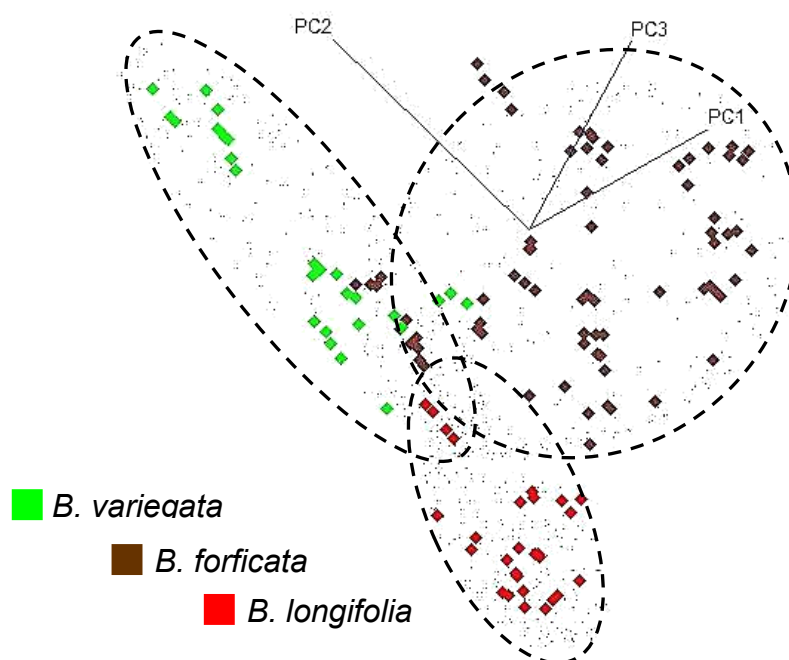 PC2
PC3
PC1
B. variegata
B. forficata
B. longifolia